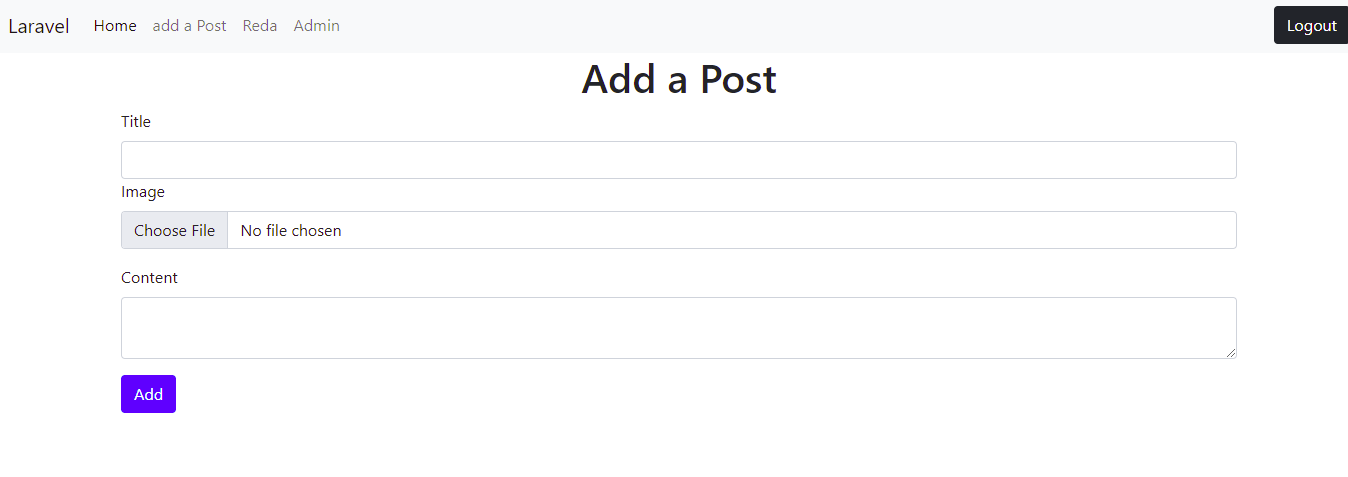 Laravel Home add a Post Reda Admin Logout
Add a Post
Title
Image
Choose File No file chosen
Content
Add